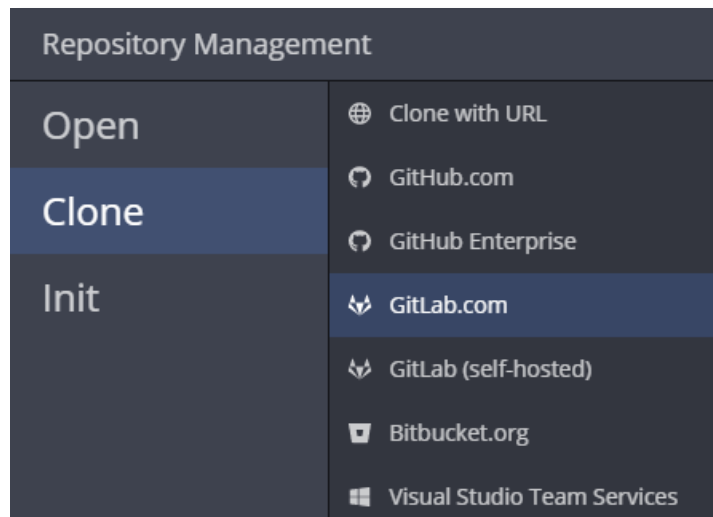 Repository Management
Open
Clone
Init
Clone with URL
GitHub.com
GitHub Enterprise
GitLab.com
GitLab (self-hosted)
Bitbucket.org
Visual Studio Team Services